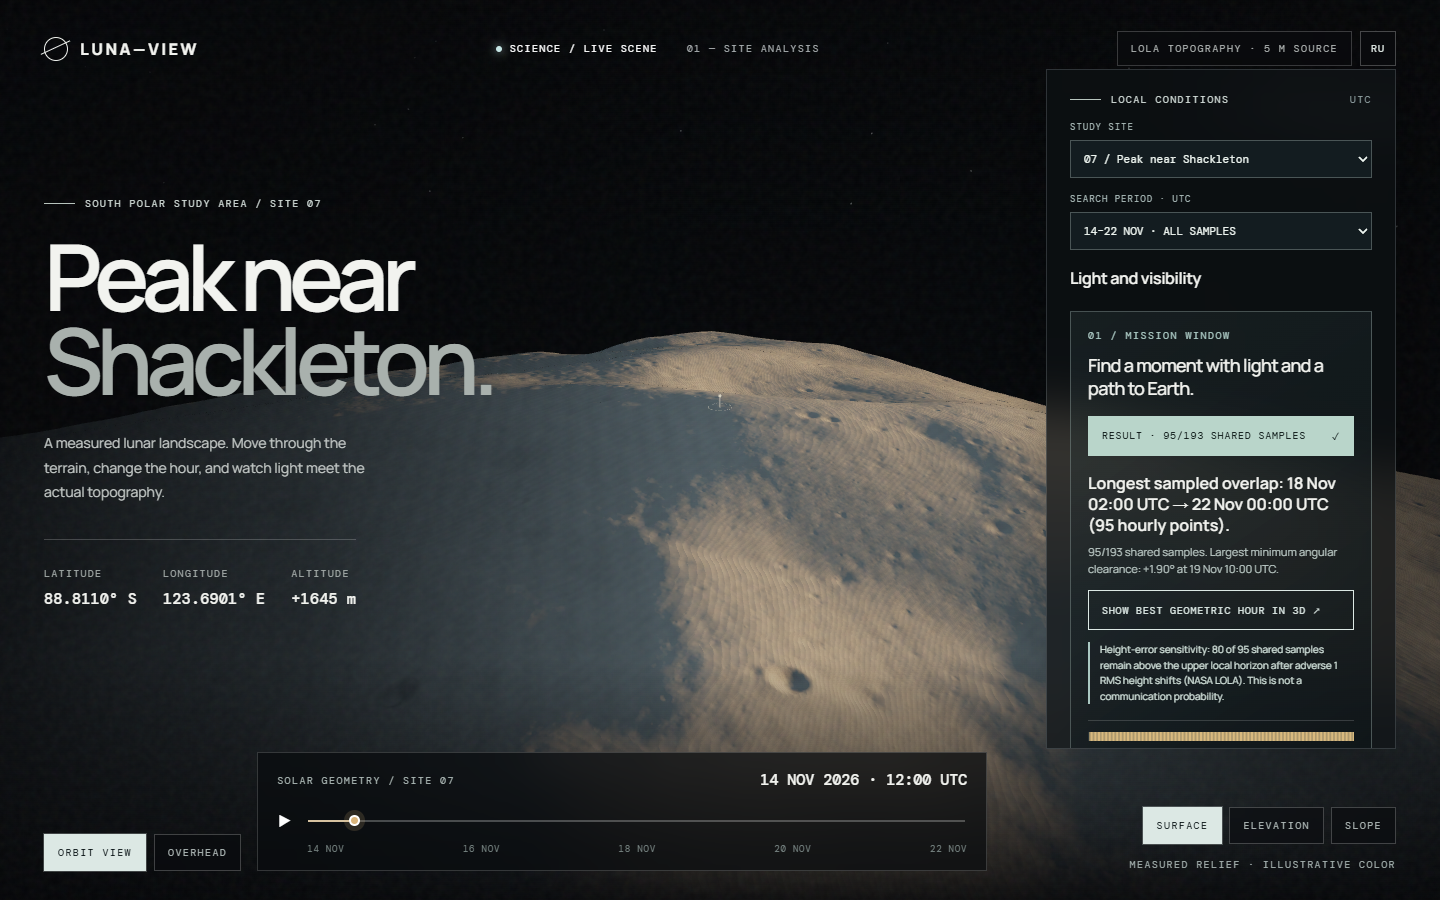 LUNA—VIEW
SCIENCE / LIVE SCENE
01 — SITE ANALYSIS
LOLA TOPOGRAPHY · 5 M SOURCE
RU
SOUTH POLAR STUDY AREA / SITE 07
Peak near
Shackleton.
A measured lunar landscape. Move through the
terrain, change the hour, and watch light meet the
actual topography.
LATITUDE
88.8110° S
LONGITUDE
123.6901° E
ALTITUDE
+1645 m
LOCAL CONDITIONS
UTC
STUDY SITE
07 / Peak near Shackleton
SEARCH PERIOD · UTC
14–22 NOV · ALL SAMPLES
Light and visibility
01 / MISSION WINDOW
Find a moment with light and a
path to Earth.
RESULT · 95/193 SHARED SAMPLES ✓
Longest sampled overlap: 18 Nov
02:00 UTC → 22 Nov 00:00 UTC
(95 hourly points).
95/193 shared samples. Largest minimum angular
clearance: +1.90° at 19 Nov 10:00 UTC.
SHOW BEST GEOMETRIC HOUR IN 3D ↗
Height-error sensitivity: 80 of 95 shared samples
remain above the upper local horizon after adverse 1
RMS height shifts (NASA LOLA). This is not a
communication probability.
SOLAR GEOMETRY / SITE 07
14 NOV 2026 · 12:00 UTC
14 NOV
16 NOV
18 NOV
20 NOV
22 NOV
ORBIT VIEW
OVERHEAD
SURFACE
ELEVATION
SLOPE
MEASURED RELIEF · ILLUSTRATIVE COLOR